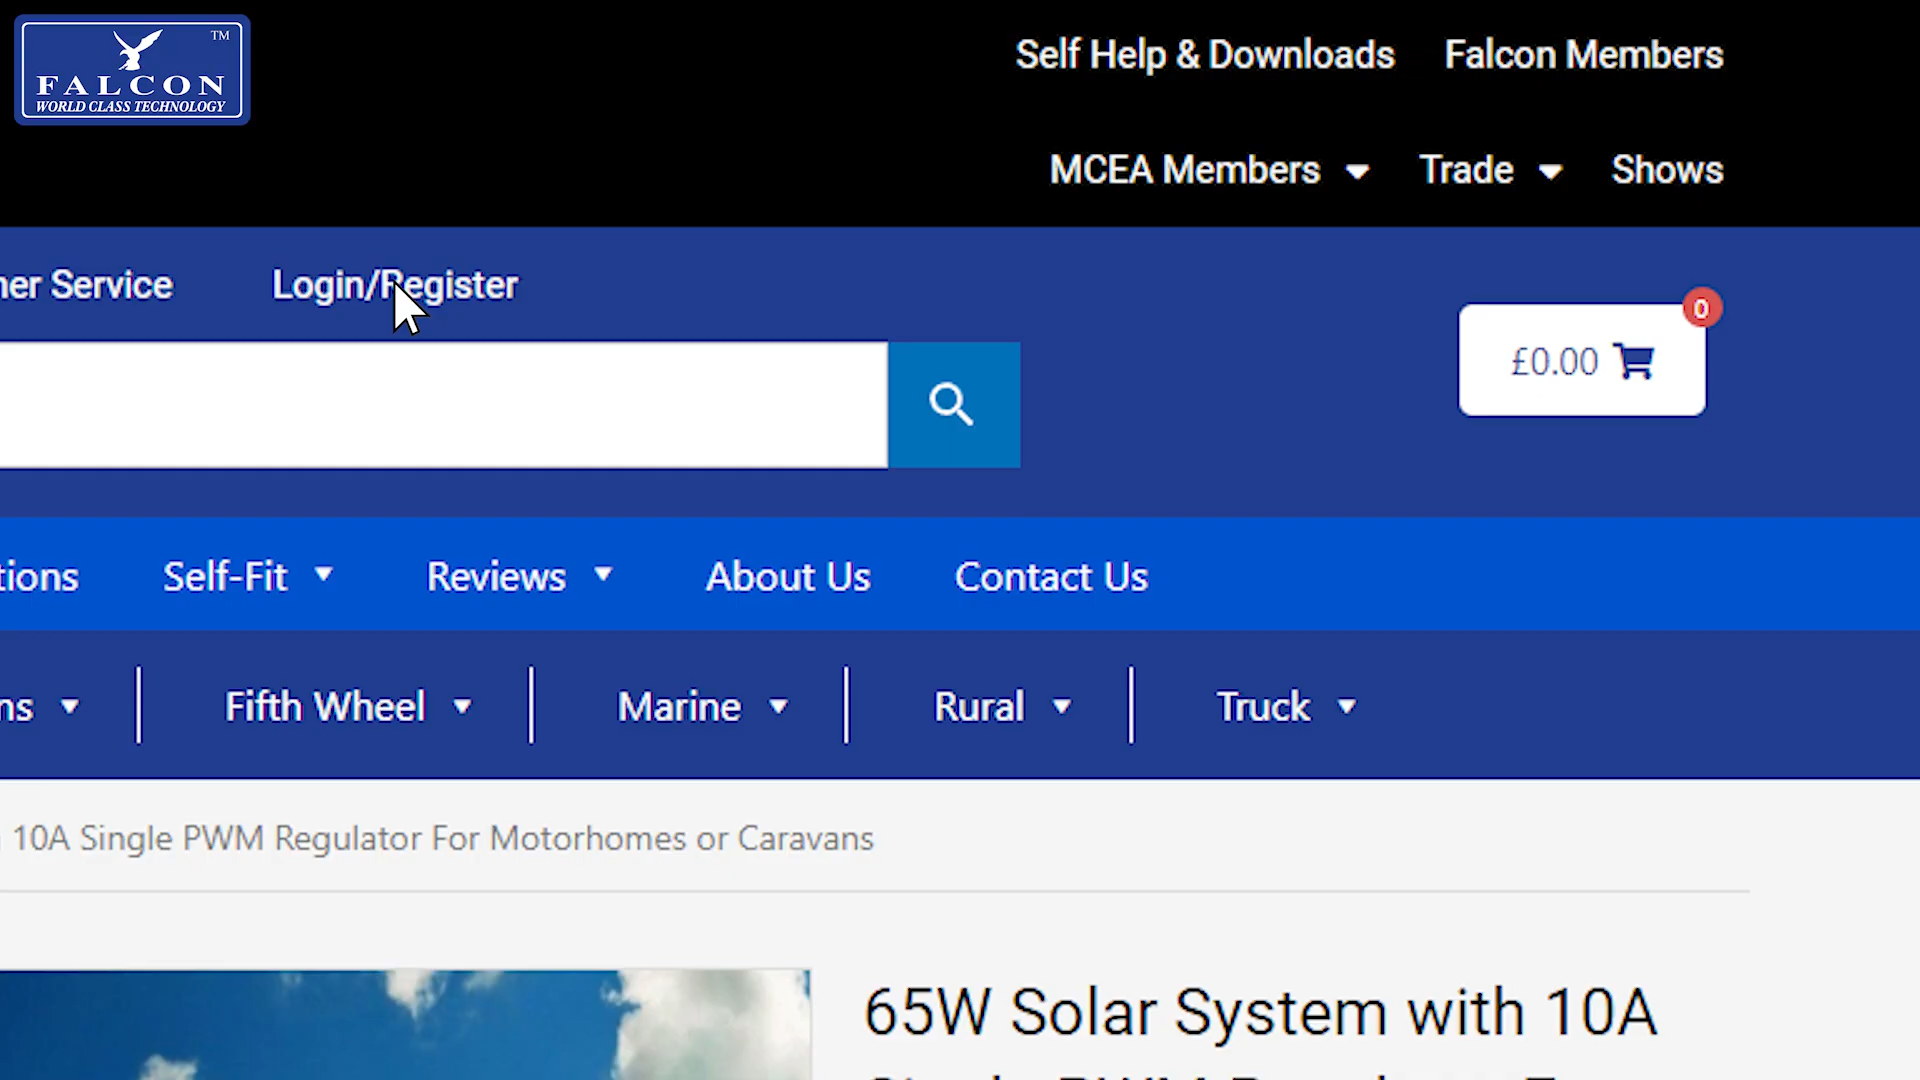 FALCON
TM
WORLD CLASS TECHNOLOGY
Self Help & Downloads Falcon Members
MCEA Members Trade Shows
ner Service Login/Register
0
£0.00
tions Self-Fit Reviews About Us Contact Us
ns Fifth Wheel Marine Rural Truck
10A Single PWM Regulator For Motorhomes or Caravans
65W Solar System with 10A